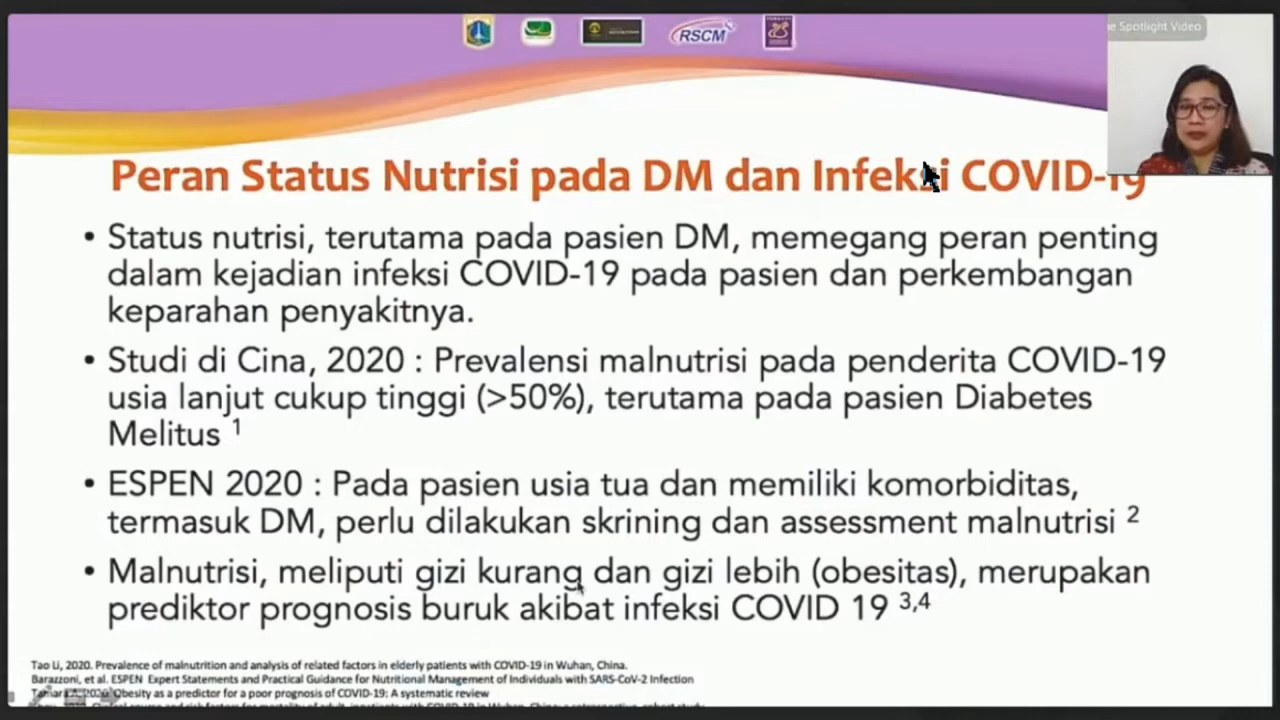 RSCM
e Spotlight Video
Peran Status Nutrisi pada DM dan Infeksi COVID-19
• Status nutrisi, terutama pada pasien DM, memegang peran penting
dalam kejadian infeksi COVID-19 pada pasien dan perkembangan
keparahan penyakitnya.
• Studi di Cina, 2020 : Prevalensi malnutrisi pada penderita COVID-19
usia lanjut cukup tinggi (>50%), terutama pada pasien Diabetes
Melitus 1
• ESPEN 2020 : Pada pasien usia tua dan memiliki komorbiditas,
termasuk DM, perlu dilakukan skrining dan assessment malnutrisi 2
• Malnutrisi, meliputi gizi kurang dan gizi lebih (obesitas), merupakan
prediktor prognosis buruk akibat infeksi COVID 19 3,4
Tao Li, 2020. Prevalence of malnutrition and analysis of related factors in elderly patients with COVID-19 in Wuhan, China.
Barazzoni, et al. ESPEN Expert Statements and Practical Guidance for Nutritional Management of Individuals with SARS-CoV-2 Infection
Obesity as a predictor for a poor prognosis of COVID-19: A systematic review